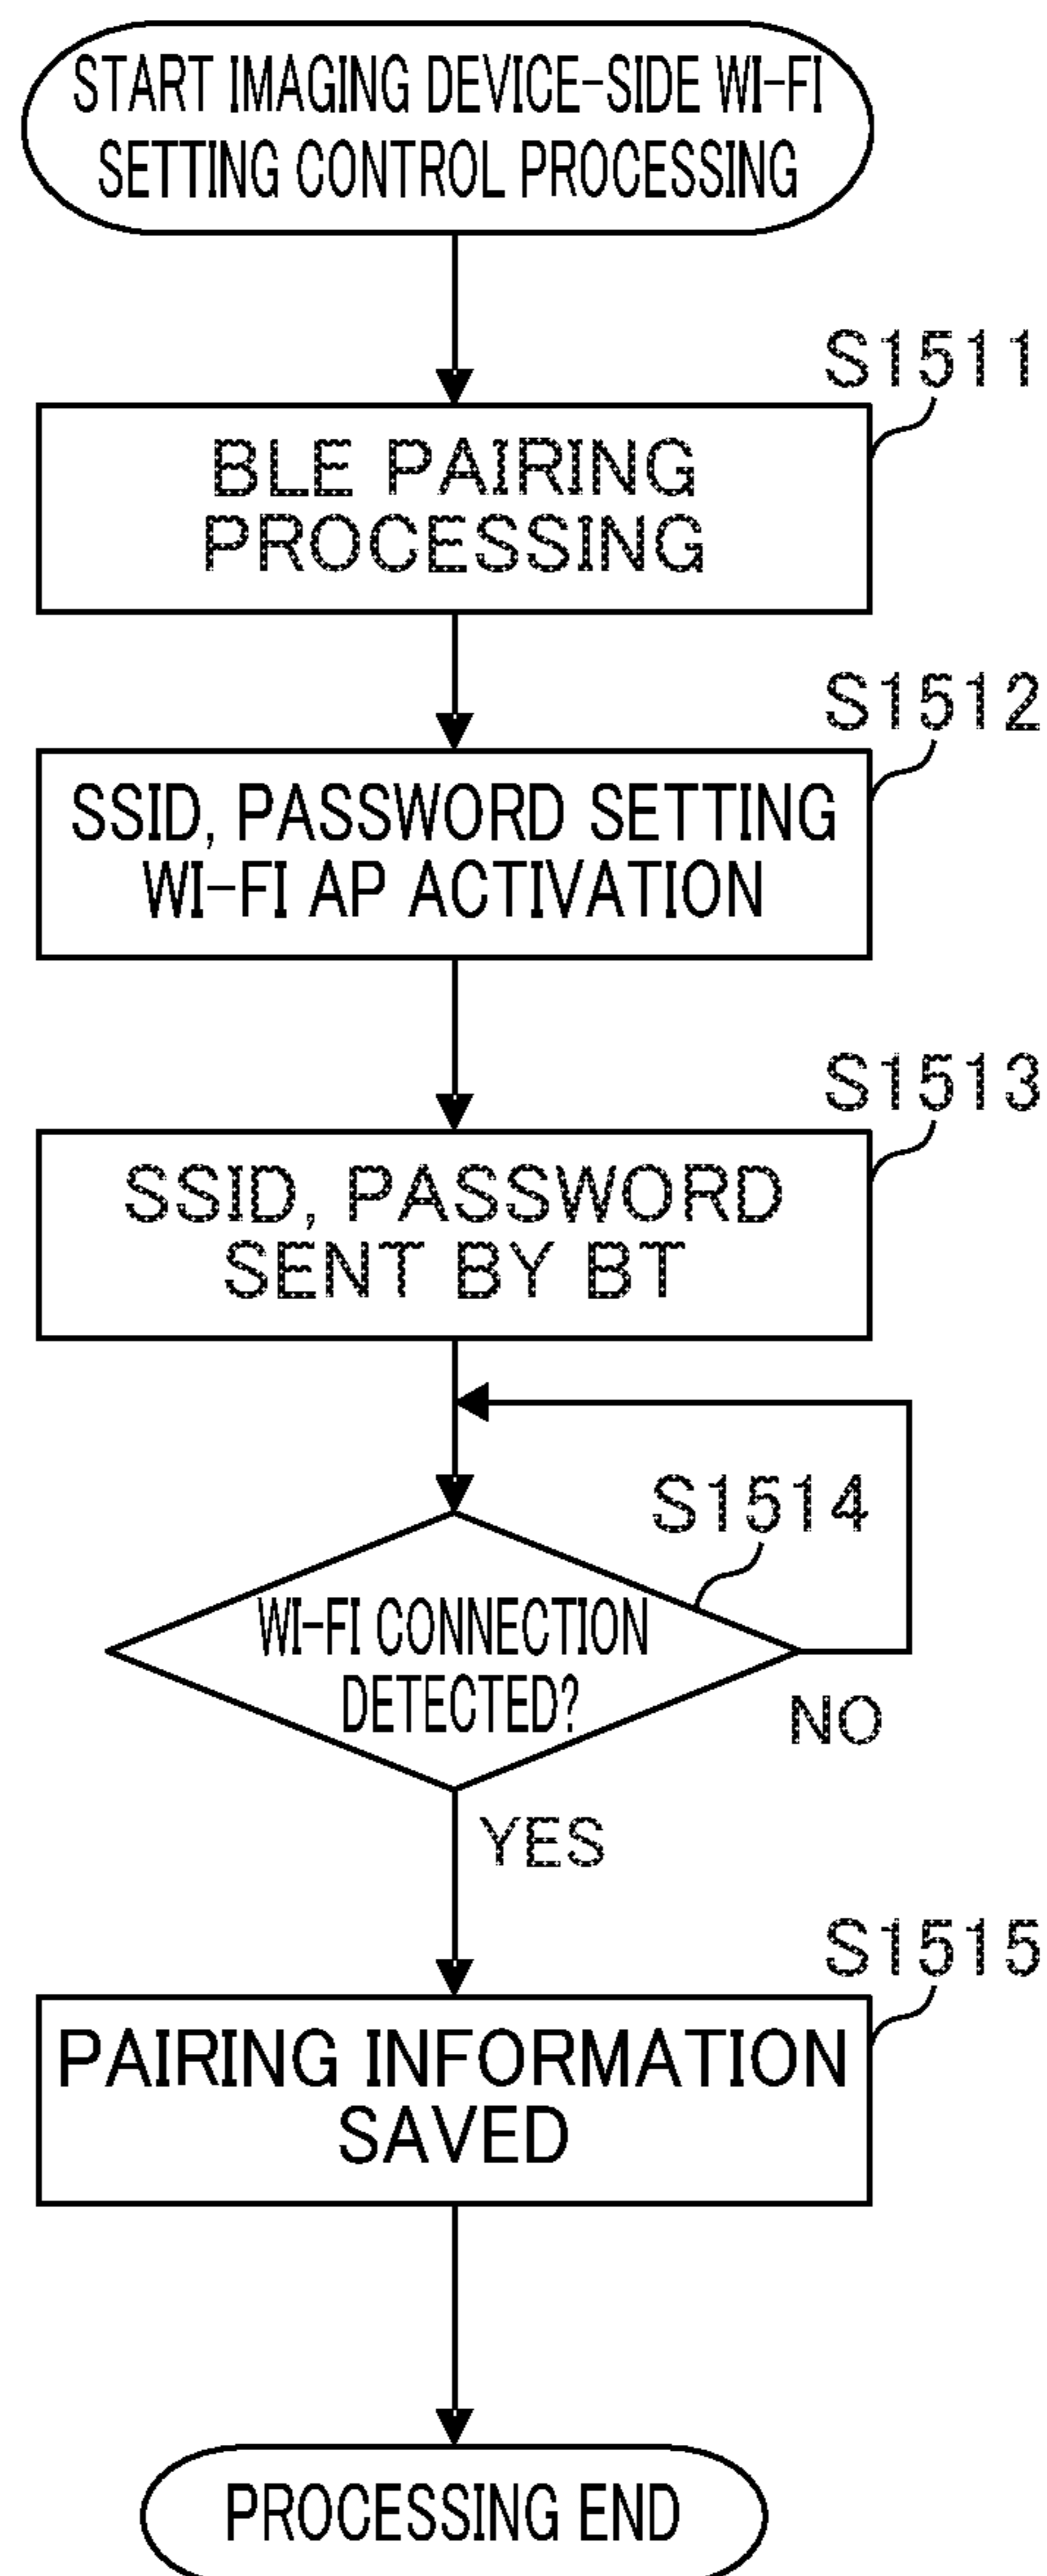 START IMAGING DEVICE-SIDE WI-FI
SETTING CONTROL PROCESSING
S1511
BLE PAIRING
PROCESSING
S1512
SSID, PASSWORD SETTING
WI-FI AP ACTIVATION
S1513
SSID, PASSWORD
SENT BY BT
S1514
WI-FI CONNECTION
DETECTED?
NO
YES
S1515
PAIRING INFORMATION
SAVED
PROCESSING END